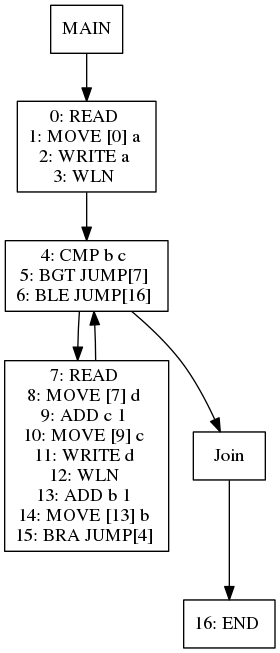 MAIN
0: READ
1: MOVE [0] a
2: WRITE a
3: WLN
4: CMP b c
5: BGT JUMP[7]
6: BLE JUMP[16]
7: READ
8: MOVE [7] d
9: ADD c 1
10: MOVE [9] c
11: WRITE d
12: WLN
13: ADD b 1
14: MOVE [13] b
15: BRA JUMP[4]
Join
16: END